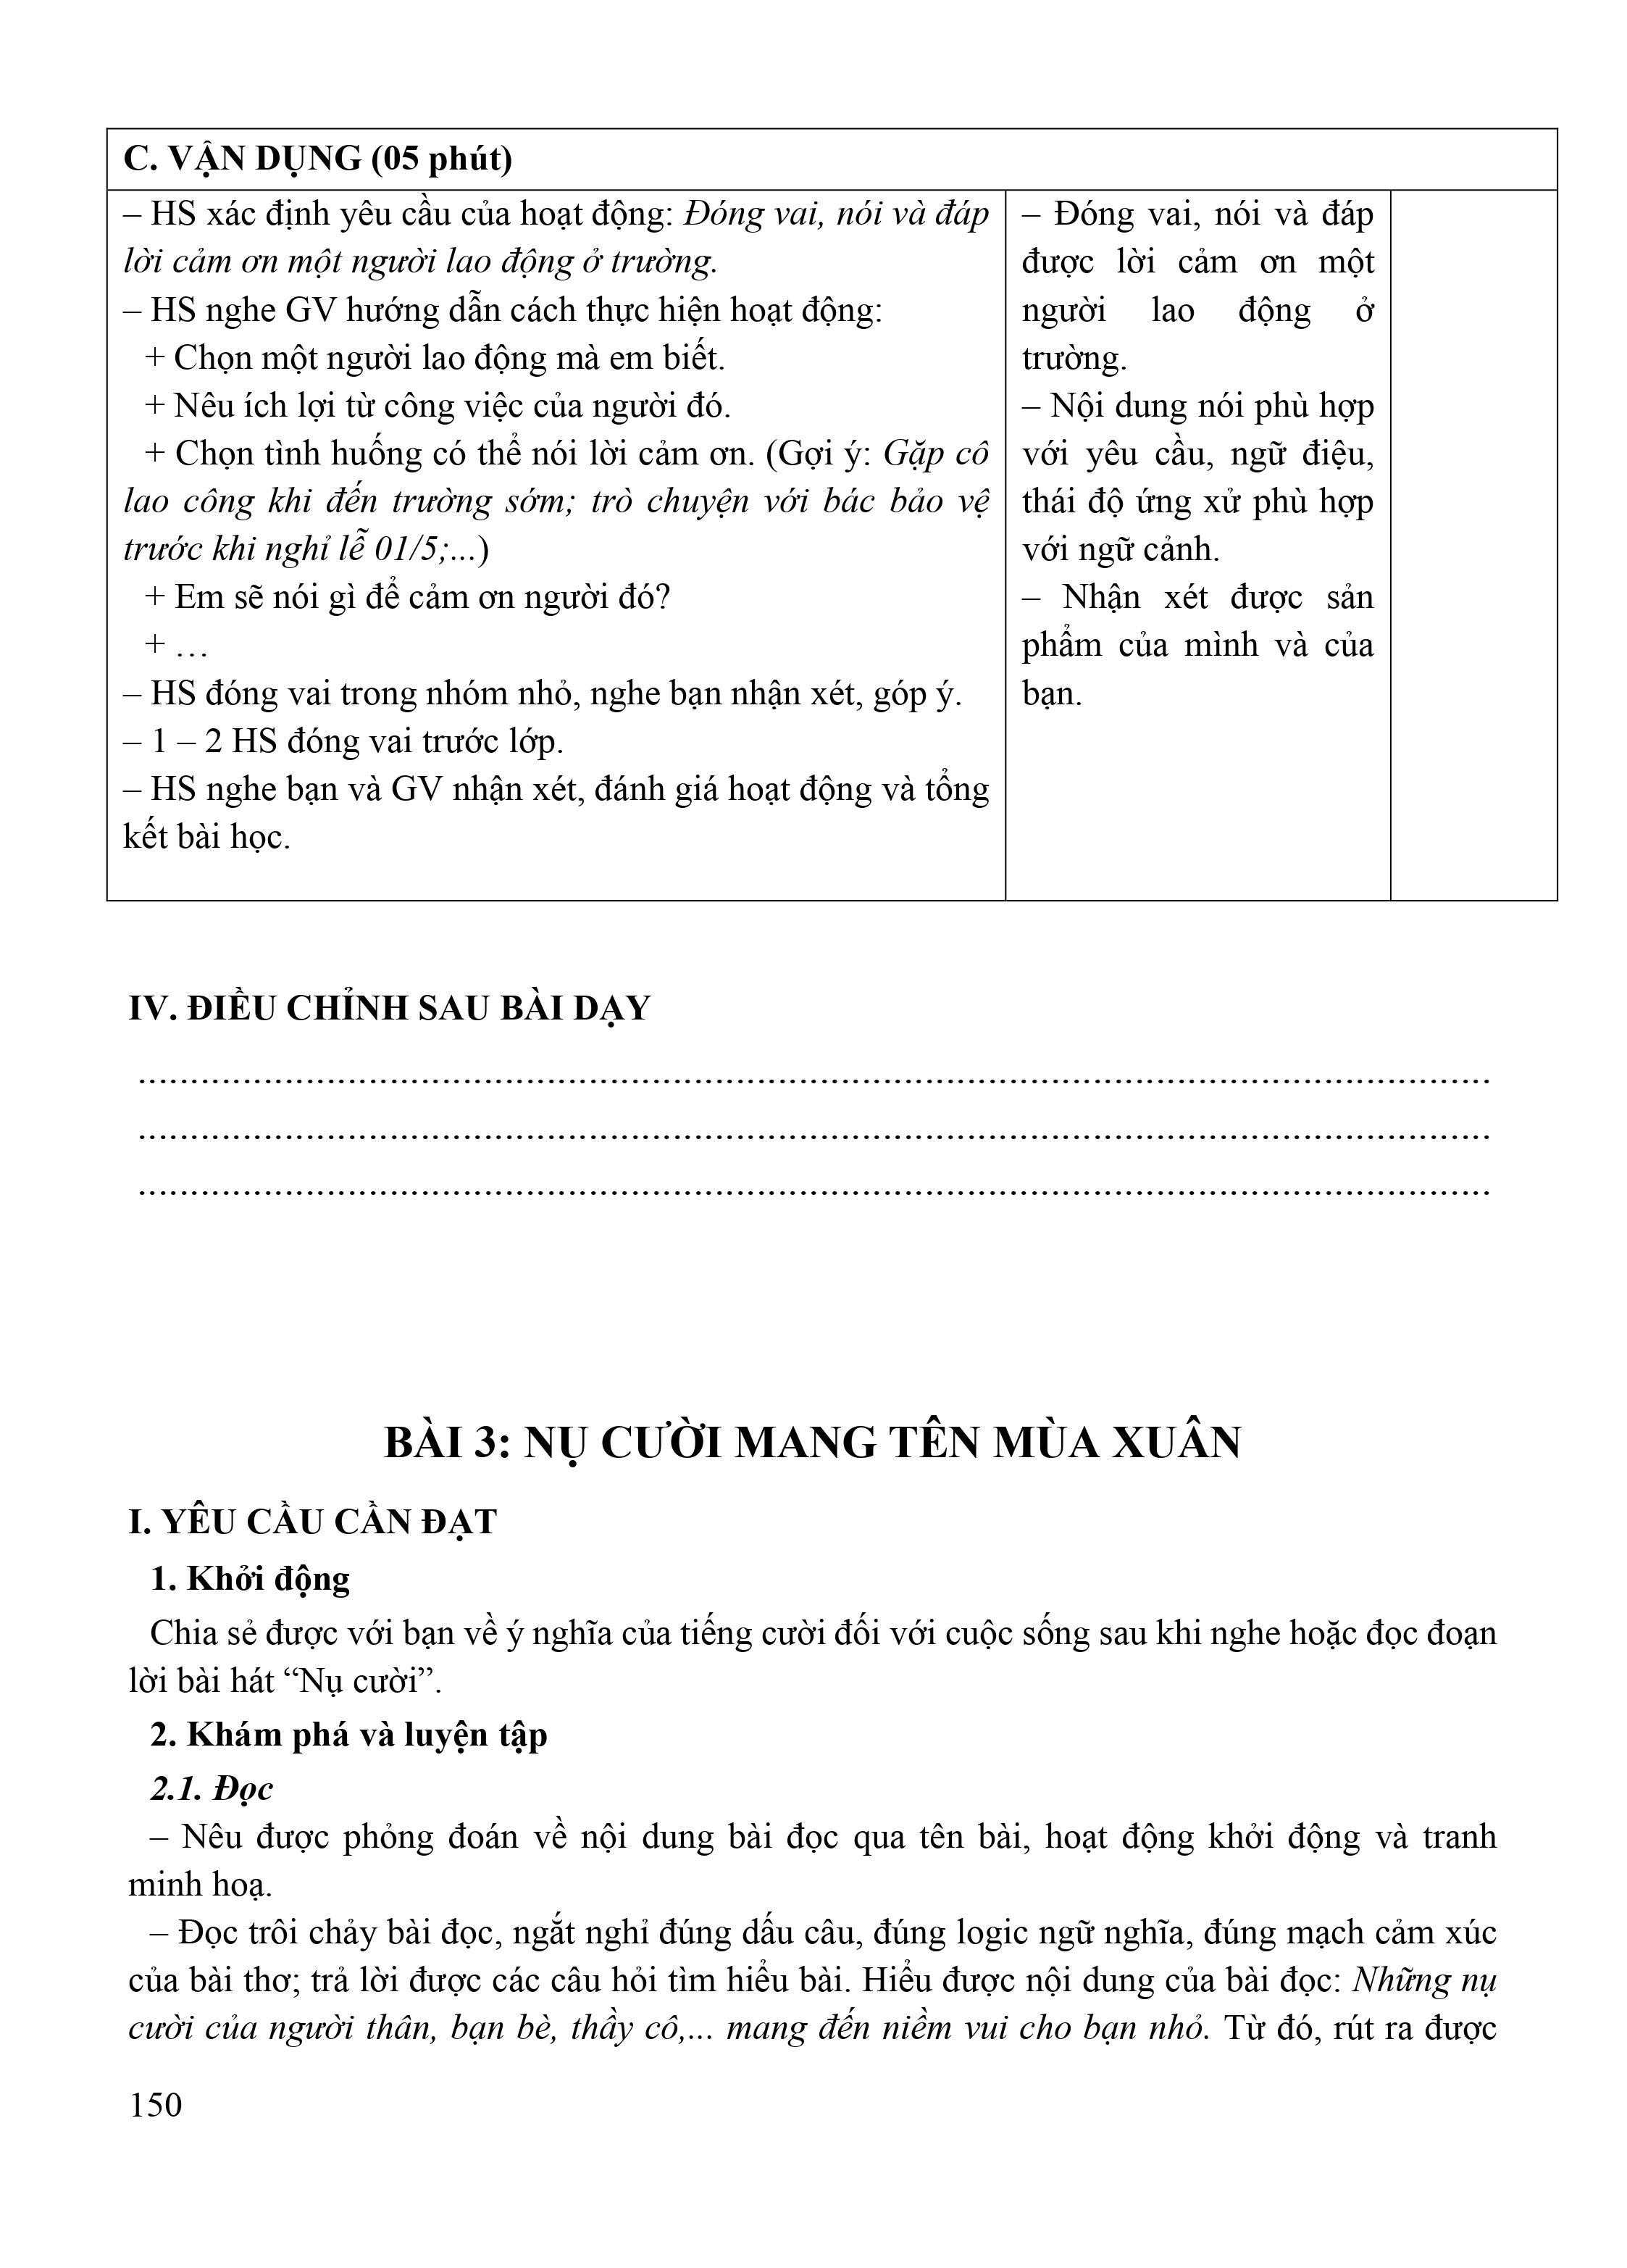 C. VẬN DỤNG (05 phút)
– HS xác định yêu cầu của hoạt động: Đóng vai, nói và đáp
lời cảm ơn một người lao động ở trường.
– HS nghe GV hướng dẫn cách thực hiện hoạt động:
+ Chọn một người lao động mà em biết.
+ Nêu ích lợi từ công việc của người đó.
+ Chọn tình huống có thể nói lời cảm ơn. (Gợi ý: Gặp cô
lao công khi đến trường sớm; trò chuyện với bác bảo vệ
trước khi nghỉ lễ 01/5;...)
+ Em sẽ nói gì để cảm ơn người đó?
+ …
– HS đóng vai trong nhóm nhỏ, nghe bạn nhận xét, góp ý.
– 1 – 2 HS đóng vai trước lớp.
– HS nghe bạn và GV nhận xét, đánh giá hoạt động và tổng
kết bài học.
– Đóng vai, nói và đáp
được lời cảm ơn một
người lao động ở
trường.
– Nội dung nói phù hợp
với yêu cầu, ngữ điệu,
thái độ ứng xử phù hợp
với ngữ cảnh.
– Nhận xét được sản
phẩm của mình và của
bạn.
IV. ĐIỀU CHỈNH SAU BÀI DẠY
BÀI 3: NỤ CƯỜI MANG TÊN MÙA XUÂN
I. YÊU CẦU CẦN ĐẠT
1. Khởi động
Chia sẻ được với bạn về ý nghĩa của tiếng cười đối với cuộc sống sau khi nghe hoặc đọc đoạn
lời bài hát “Nụ cười”.
2. Khám phá và luyện tập
2.1. Đọc
– Nêu được phỏng đoán về nội dung bài đọc qua tên bài, hoạt động khởi động và tranh
minh hoạ.
– Đọc trôi chảy bài đọc, ngắt nghỉ đúng dấu câu, đúng logic ngữ nghĩa, đúng mạch cảm xúc
của bài thơ; trả lời được các câu hỏi tìm hiểu bài. Hiểu được nội dung của bài đọc: Những nụ
cười của người thân, bạn bè, thầy cô,... mang đến niềm vui cho bạn nhỏ. Từ đó, rút ra được
150